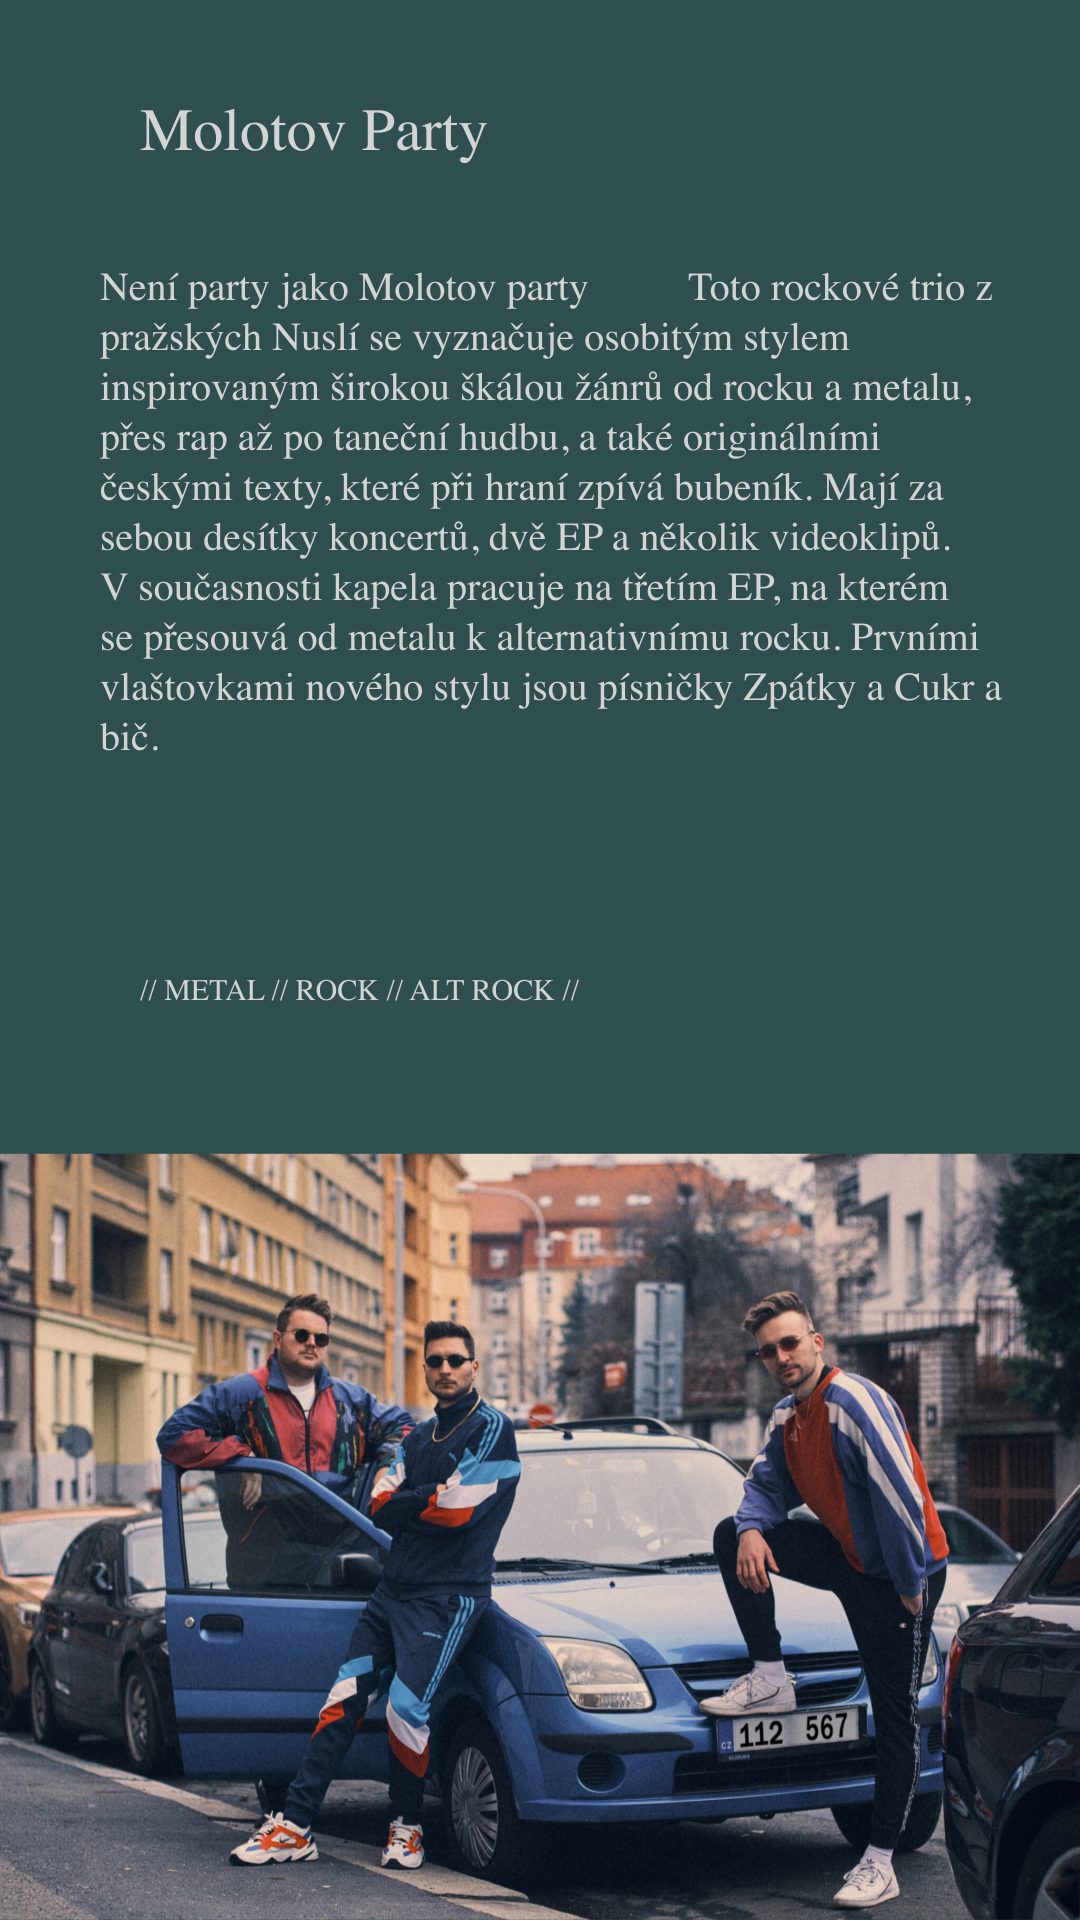 Molotov Party
Není party jako Molotov party Toto rockové trio z
pražských Nuslí se vyznačuje osobitým stylem
inspirovaným širokou škálou žánrů od rocku a metalu,
přes rap až po taneční hudbu, a také originálními
českými texty, které při hraní zpívá bubeník. Mají za
sebou desítky koncertů, dvě EP a několik videoklipů.
V současnosti kapela pracuje na třetím EP, na kterém
se přesouvá od metalu k alternativnímu rocku. Prvními
vlaštovkami nového stylu jsou písničky Zpátky a Cukr a
bič.
// METAL // ROCK // ALT ROCK //
CZ 112 567